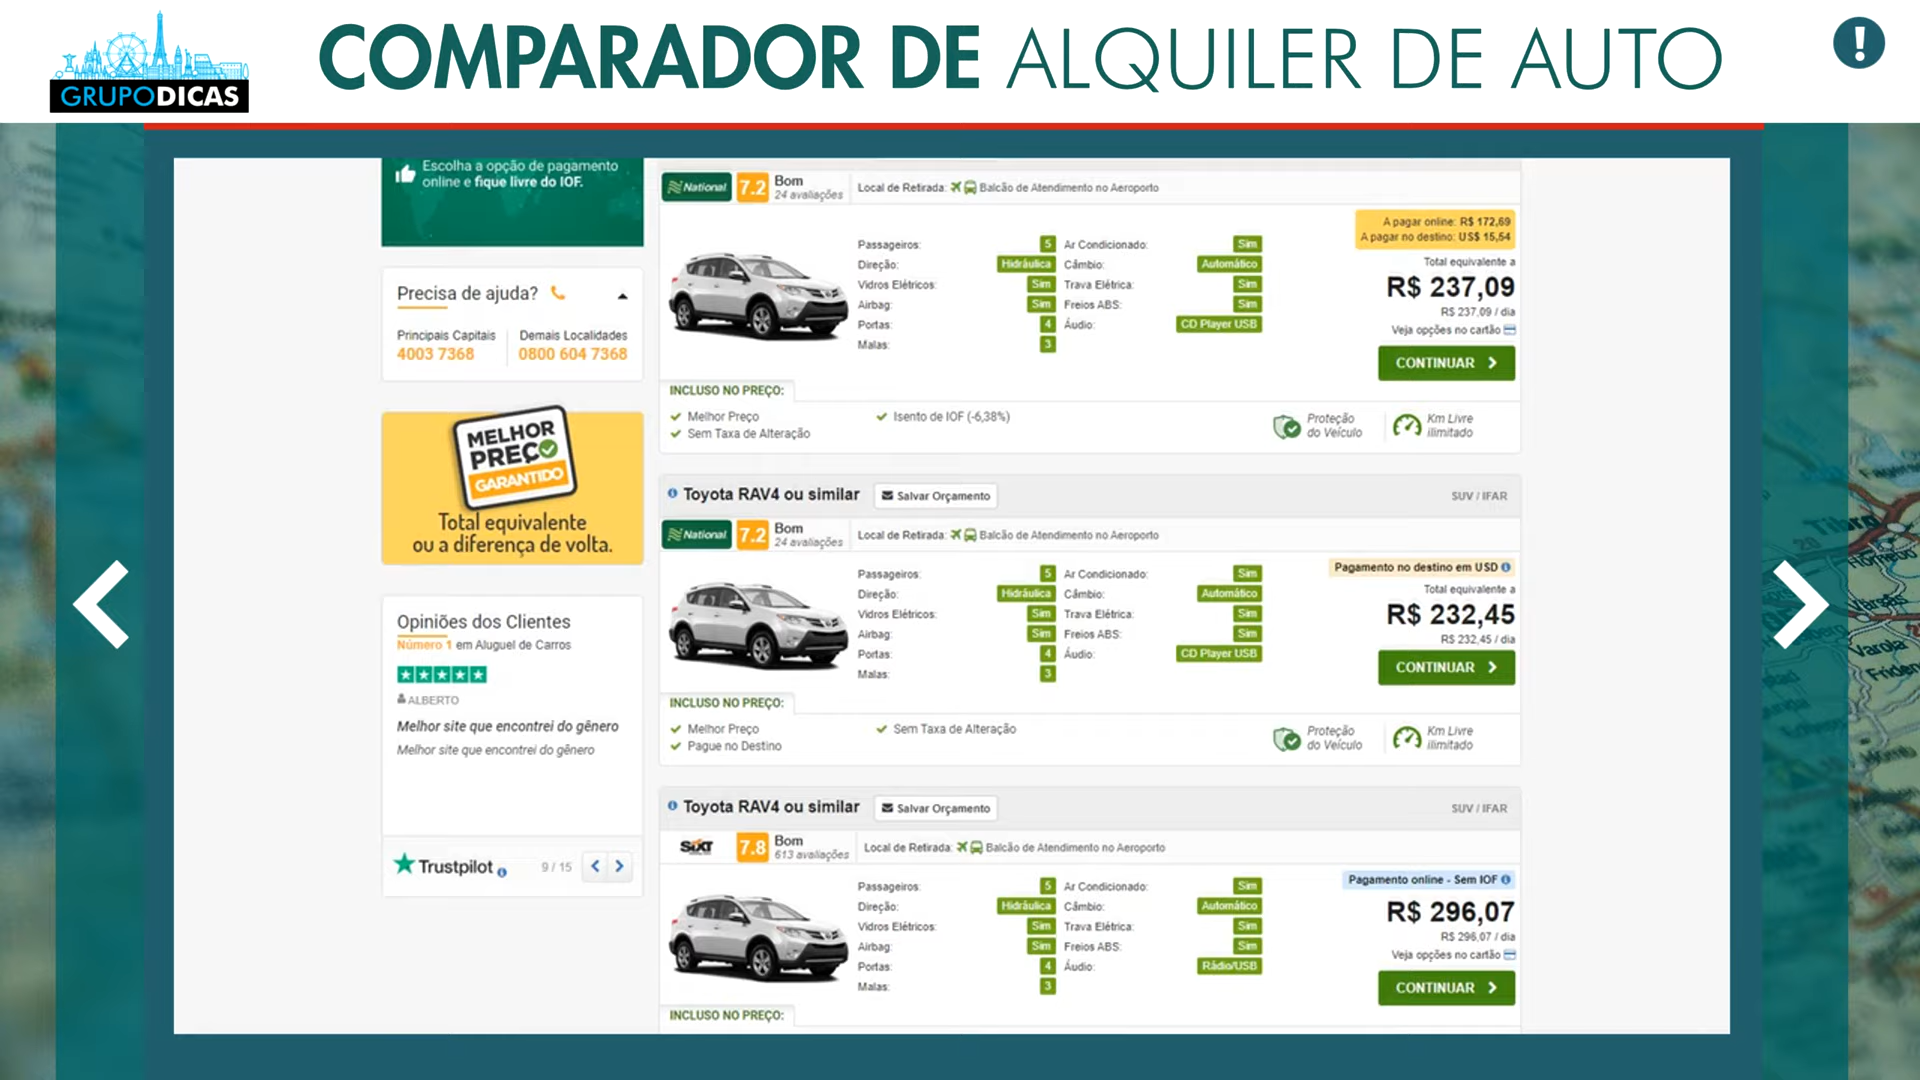 GRUPODICAS
COMPARADOR DE ALQUILER DE AUTO
Escolha a opção de pagamento
online e fique livre do IOF.
Precisa de ajuda?
Principais Capitais
4003 7368
Demais Localidades
0800 604 7368
MELHOR
PREÇO
GARANTIDO
Total equivalente
ou a diferença de volta.
Opiniões dos Clientes
Número 1 em Aluguel de Carros
ALBERTO
Melhor site que encontrei do gênero
Melhor site que encontrei do gênero
Trustpilot
9 / 15
National 7.2 Bom
24 avaliações
Local de Retirada: Balcão de Atendimento no Aeroporto
Passageiros: 5 Ar Condicionado: Sim
Direção: Hidráulica Câmbio: Automático
Vidros Elétricos: Sim Trava Elétrica: Sim
Airbag: Sim Freios ABS: Sim
Portas: 4 Áudio: CD Player USB
Malas: 3
A pagar online: R$ 172,69
A pagar no destino: US$ 15,54
Total equivalente a
R$ 237,09
R$ 237,09 / dia
Veja opções no cartão
CONTINUAR
INCLUSO NO PREÇO:
Melhor Preço
Sem Taxa de Alteração
Isento de IOF (-6,38%)
Proteção
do Veículo
Km Livre
ilimitado
Toyota RAV4 ou similar Salvar Orçamento SUV / IFAR
National 7.2 Bom
24 avaliações
Local de Retirada: Balcão de Atendimento no Aeroporto
Passageiros: 5 Ar Condicionado: Sim
Direção: Hidráulica Câmbio: Automático
Vidros Elétricos: Sim Trava Elétrica: Sim
Airbag: Sim Freios ABS: Sim
Portas: 4 Áudio: CD Player USB
Malas: 3
Pagamento no destino em USD
Total equivalente a
R$ 232,45
R$ 232,45 / dia
CONTINUAR
INCLUSO NO PREÇO:
Melhor Preço
Pague no Destino
Sem Taxa de Alteração
Proteção
do Veículo
Km Livre
ilimitado
Toyota RAV4 ou similar Salvar Orçamento SUV / IFAR
SiXT 7.8 Bom
613 avaliações
Local de Retirada: Balcão de Atendimento no Aeroporto
Passageiros: 5 Ar Condicionado: Sim
Direção: Hidráulica Câmbio: Automático
Vidros Elétricos: Sim Trava Elétrica: Sim
Airbag: Sim Freios ABS: Sim
Portas: 4 Áudio: Rádio/USB
Malas: 3
Pagamento online - Sem IOF
R$ 296,07
R$ 296,07 / dia
Veja opções no cartão
CONTINUAR
INCLUSO NO PREÇO: